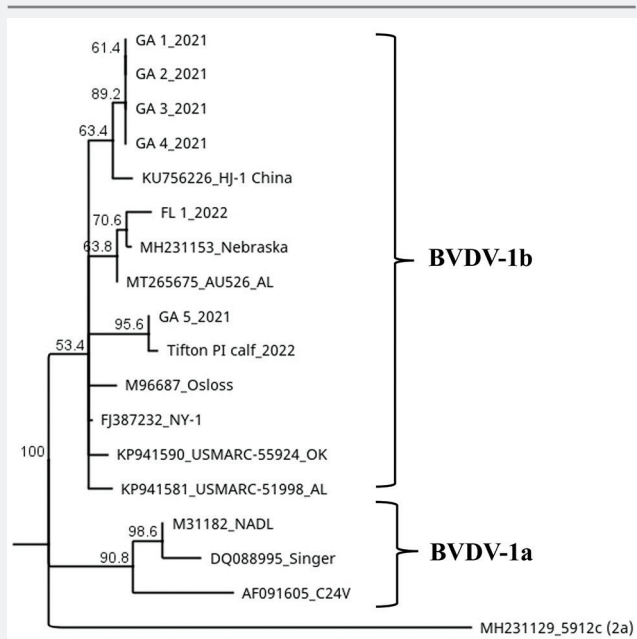 GA 1_2021
61.4
GA 2_2021
89.2
GA 3_2021
63.4
GA 4_2021
KU756226_HJ-1 China
FL 1_2022
70.6
MH231153_Nebraska
63.8
BVDV-1b
MT265675_AU526_AL
GA 5_2021
95.6
Tifton PI calf_2022
53.4
M96687_Osloss
FJ387232_NY-1
100
KP941590_USMARC-55924_OK
KP941581_USMARC-51998_AL
M31182_NADL
98.6
DQ088995_Singer
90.8
BVDV-1a
AF091605_C24V
MH231129_5912c (2a)